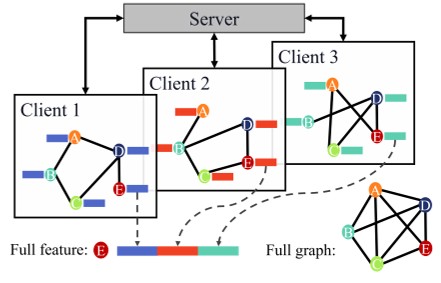 Server
Client 3
Client 2
Client 1
A
D
B
E
C
A
D
B
E
C
A
D
B
E
C
Full feature: E
Full graph:
A
D
B
E
C